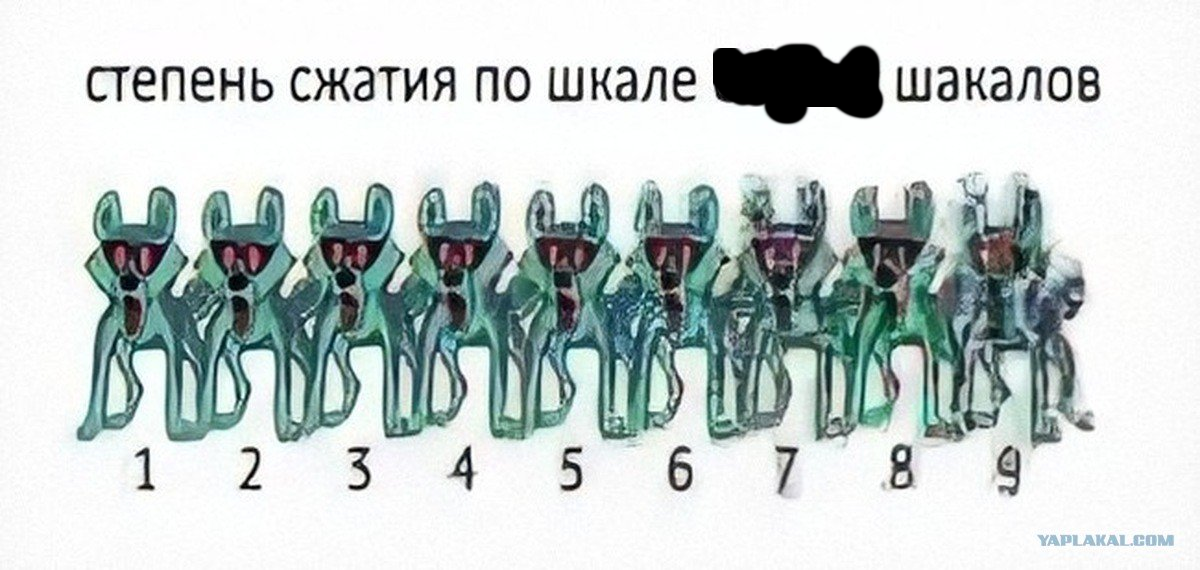 степень сжатия по шкале шакалов
1 2 3 4 5 6 7 8 9
YAPLAKAL.COM